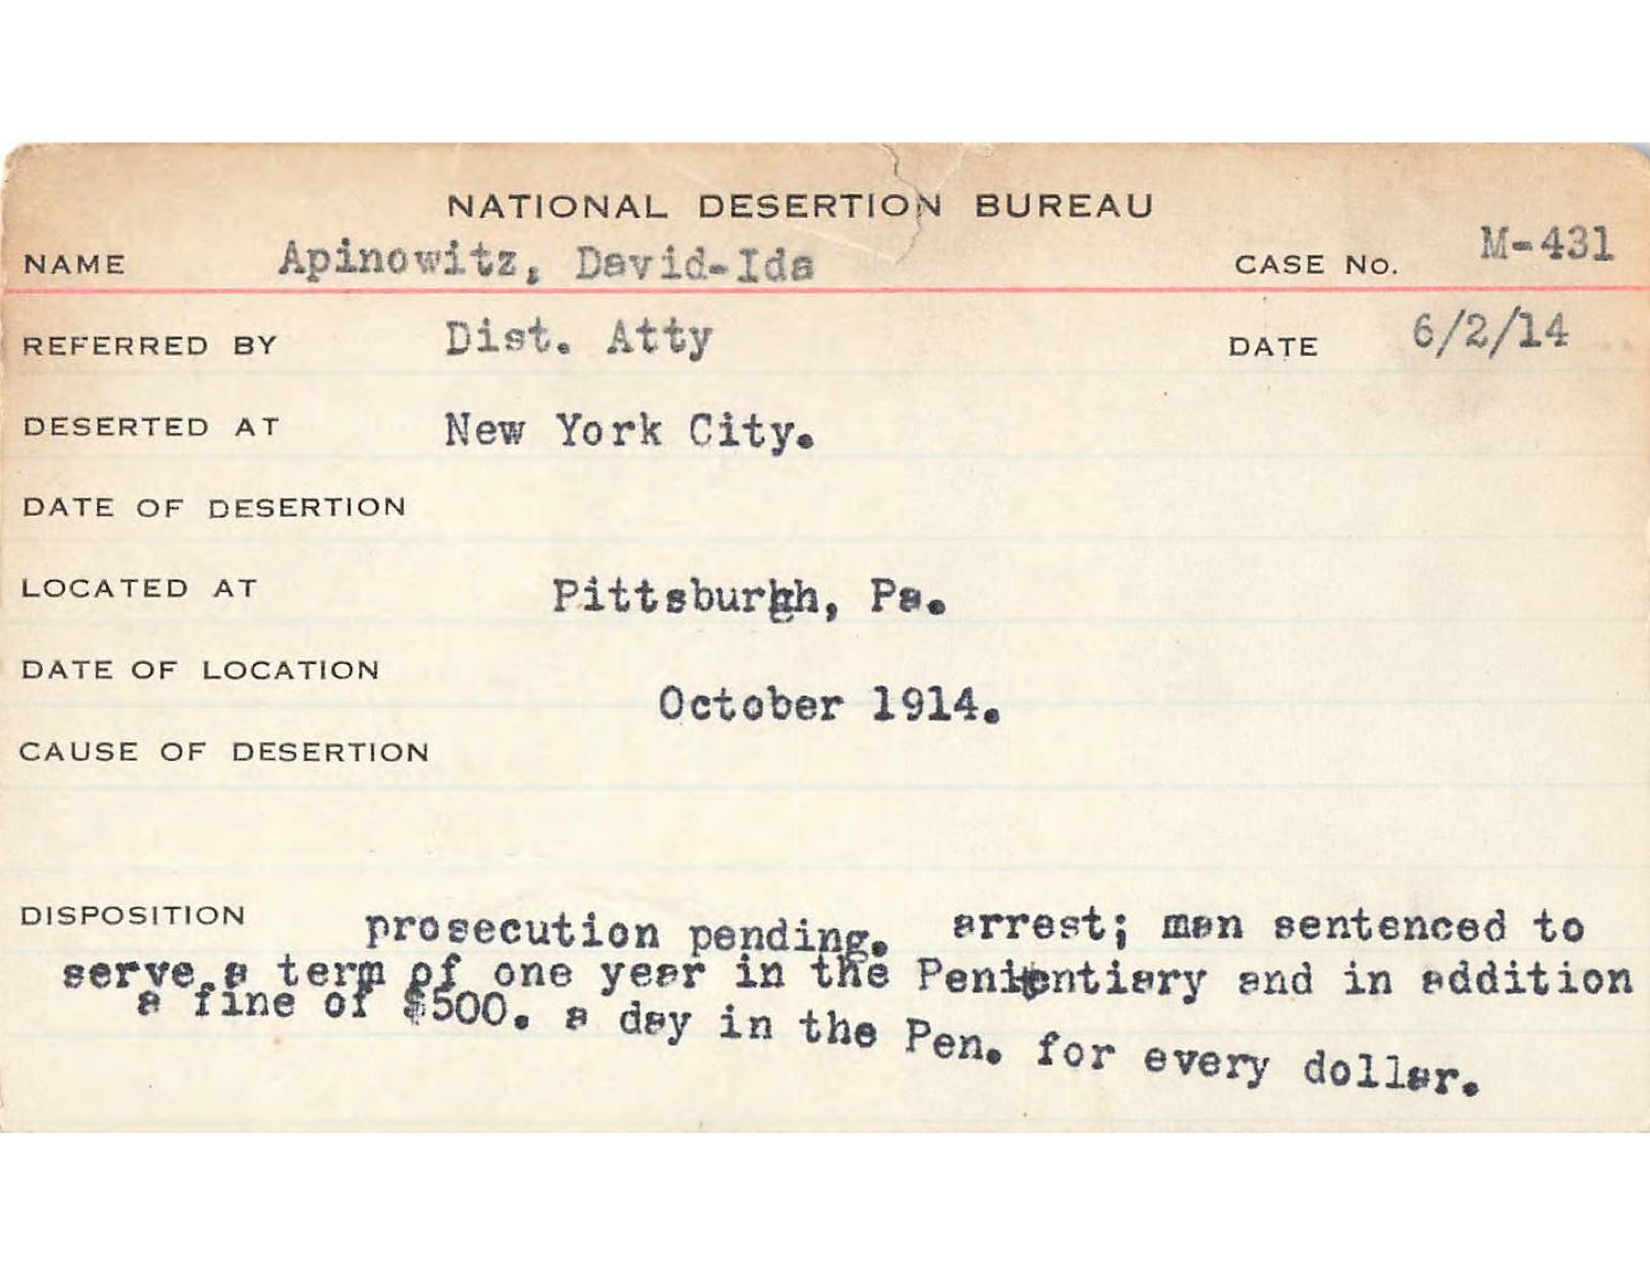 NATIONAL DESERTION BUREAU
NAME Apinowitz, David-Ida CASE No. M-431
REFERRED BY Dist. Atty DATE 6/2/14
DESERTED AT New York City.
DATE OF DESERTION
LOCATED AT Pittsburgh, Pa.
DATE OF LOCATION
October 1914.
CAUSE OF DESERTION
DISPOSITION prosecution pending. arrest; man sentenced to
serve a term of one year in the Penitentiary and in addition
a fine of $500. a day in the Pen. for every dollar.